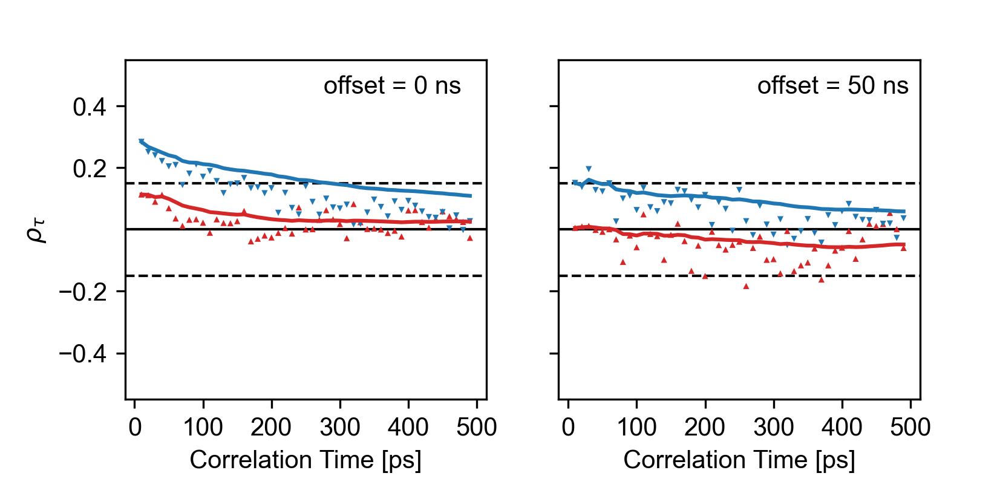 offset = 0 ns
offset = 50 ns
0.4
0.2
−0.2
−0.4
ρτ
0 100 200 300 400 500
0 100 200 300 400 500
Correlation Time [ps]
Correlation Time [ps]